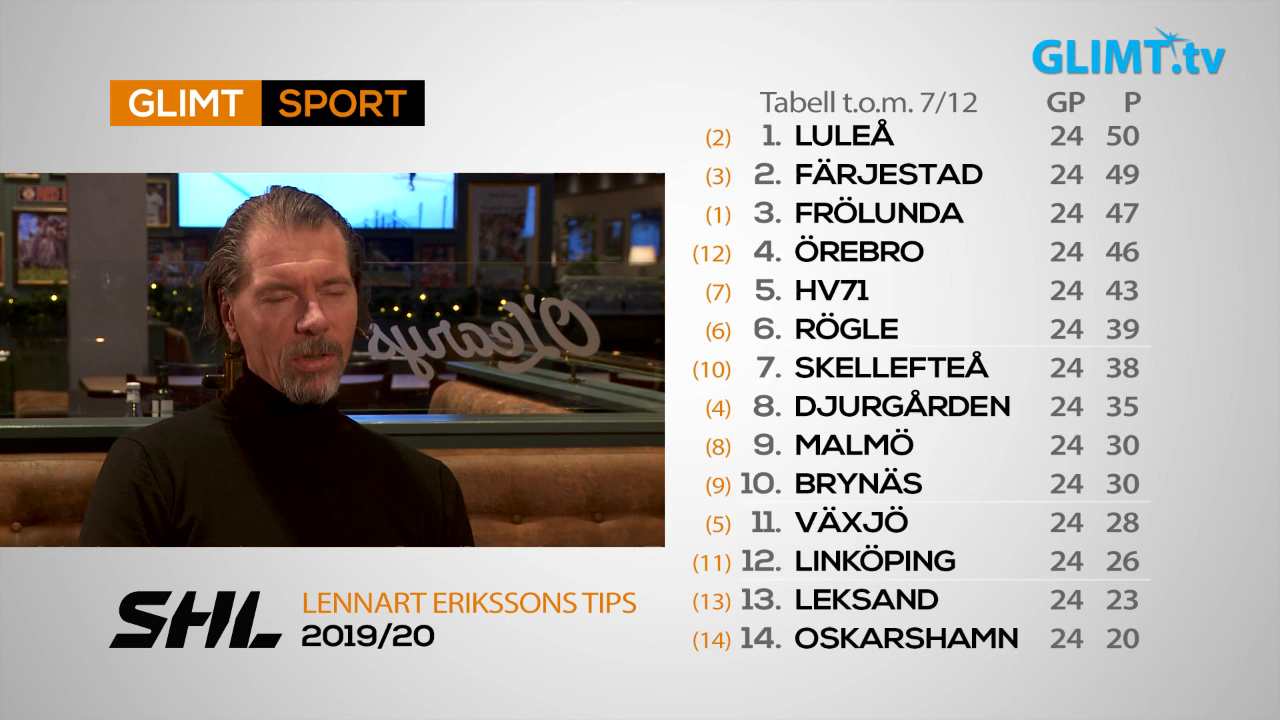 GLIMT.tv
GLIMT SPORT
Tabell t.o.m. 7/12 GP P
(2) 1. LULEÅ 24 50
(3) 2. FÄRJESTAD 24 49
(1) 3. FRÖLUNDA 24 47
(12) 4. ÖREBRO 24 46
(7) 5. HV71 24 43
(6) 6. RÖGLE 24 39
(10) 7. SKELLEFTEÅ 24 38
(4) 8. DJURGÅRDEN 24 35
(8) 9. MALMÖ 24 30
(9) 10. BRYNÄS 24 30
(5) 11. VÄXJÖ 24 28
(11) 12. LINKÖPING 24 26
(13) 13. LEKSAND 24 23
(14) 14. OSKARSHAMN 24 20
O'Learys
SHL
LENNART ERIKSSONS TIPS
2019/20